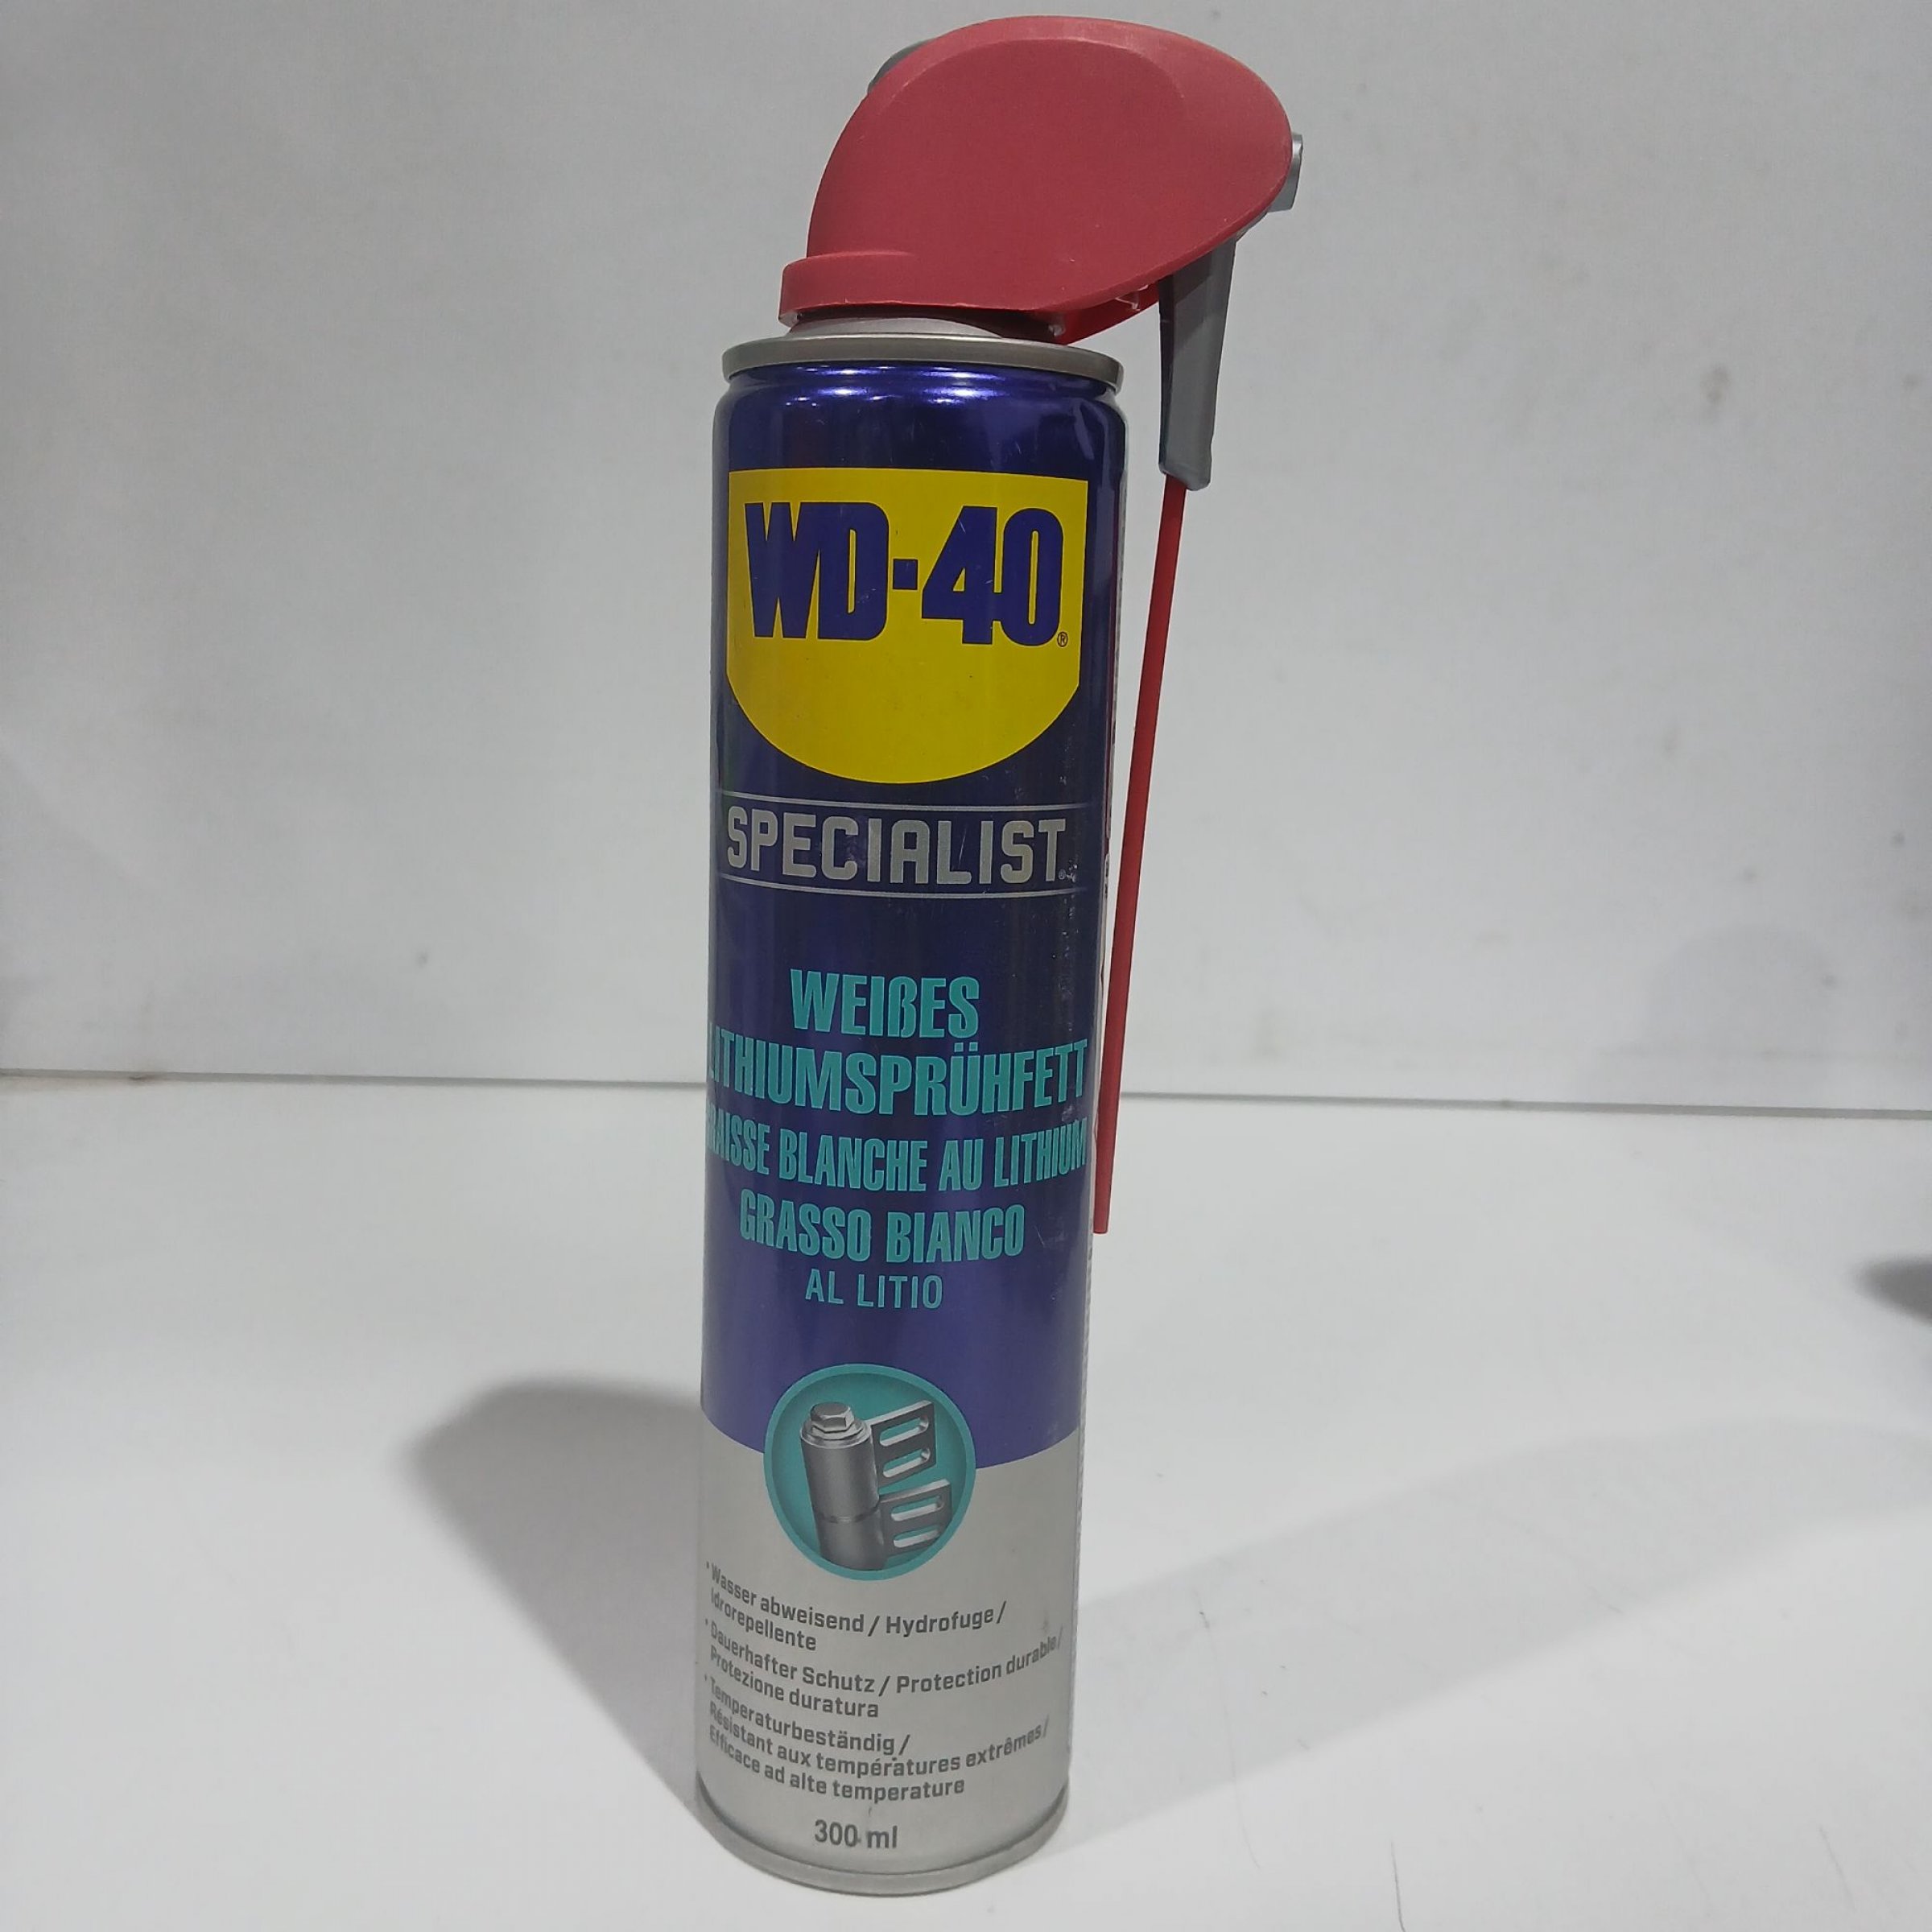 WD-40®
SPECIALIST
WEIßES
LITHIUMSPRÜHFETT
GRAISSE BLANCHE AU LITHIUM
GRASSO BIANCO
AL LITIO
• Wasser abweisend / Hydrofuge /
Idrorepellente
• Dauerhafter Schutz / Protection durable /
Protezione duratura
• Temperaturbeständig /
Résistant aux températures extrêmes /
Efficace ad alte temperature
300 ml